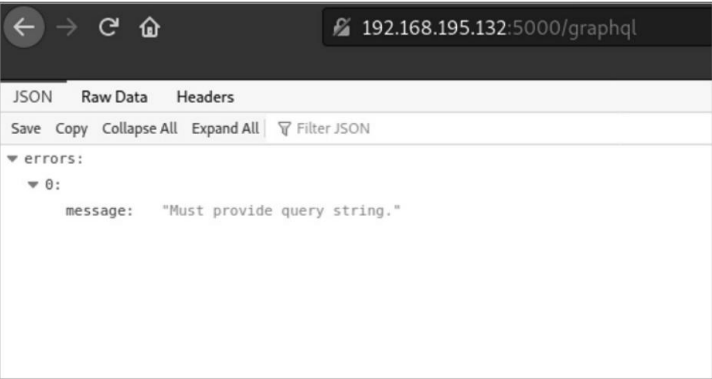 192.168.195.132:5000/graphql
JSON Raw Data Headers
Save Copy Collapse All Expand All Filter JSON
errors:
0:
message: "Must provide query string."